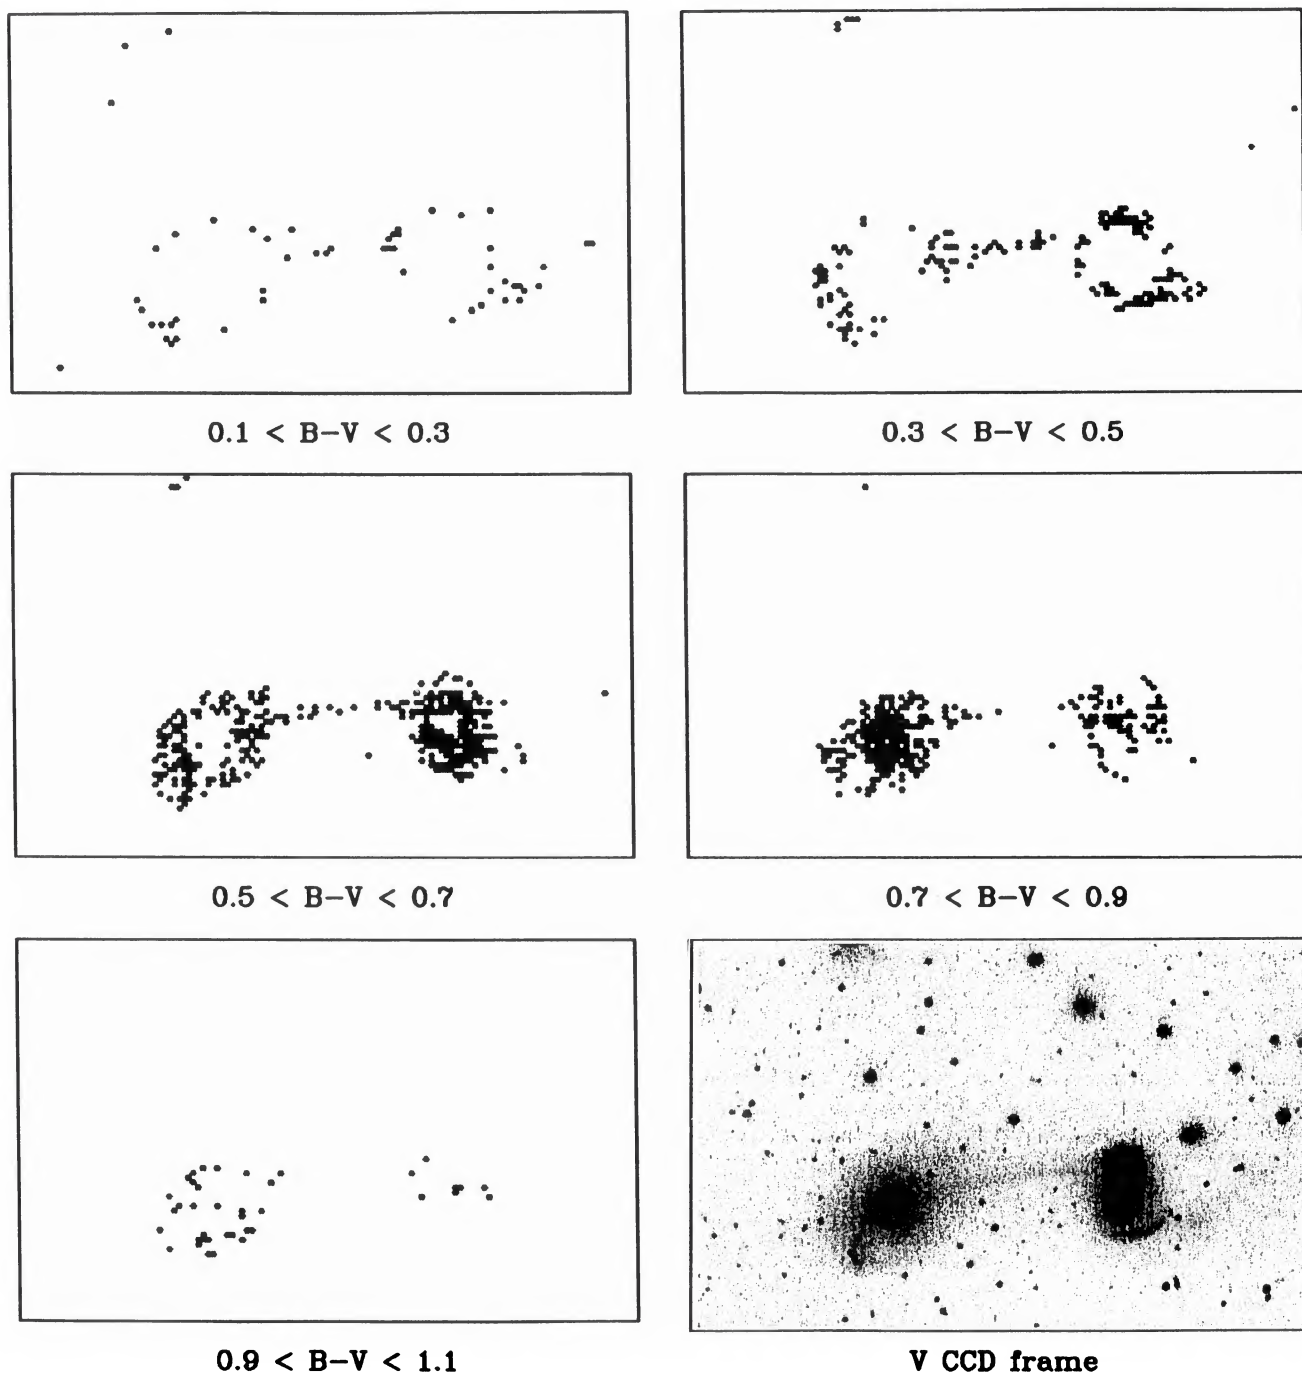 0.1 < B−V < 0.3
0.3 < B−V < 0.5
0.5 < B−V < 0.7
0.7 < B−V < 0.9
0.9 < B−V < 1.1
V CCD frame